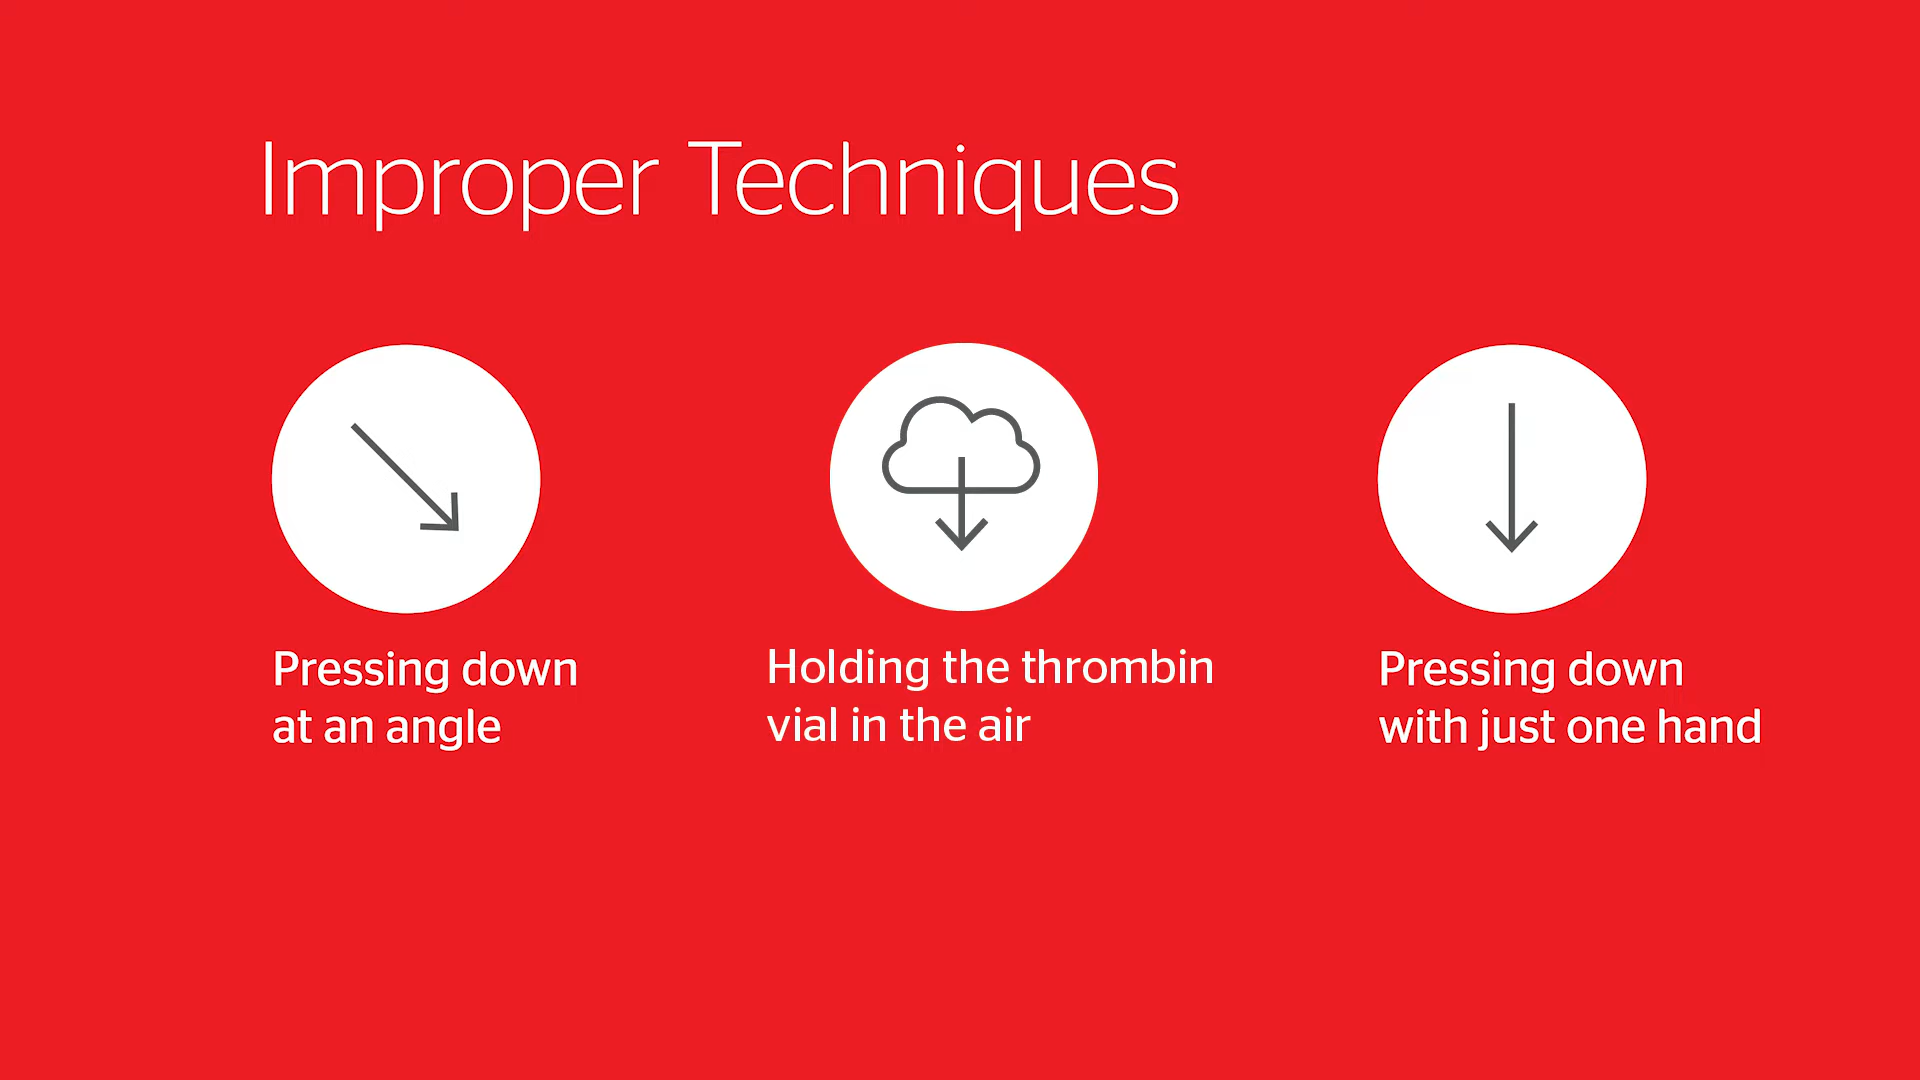 Improper Techniques
Pressing down
at an angle
Holding the thrombin
vial in the air
Pressing down
with just one hand